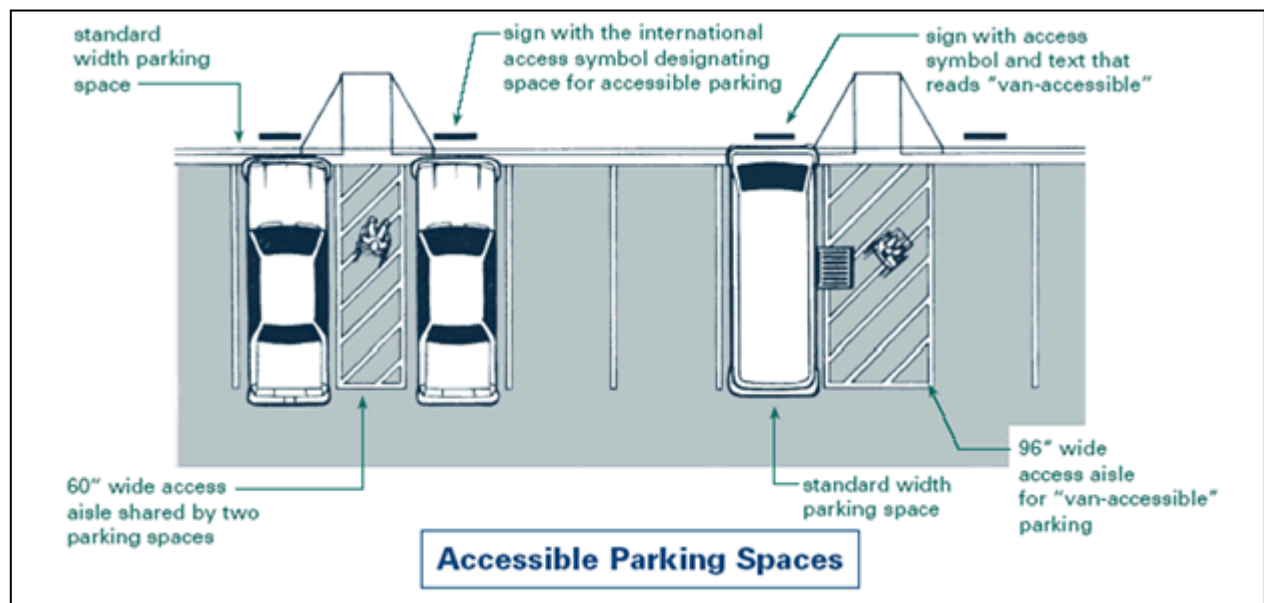 standard
width parking
space
sign with the international
access symbol designating
space for accessible parking
sign with access
symbol and text that
reads “van-accessible”
60” wide access
aisle shared by two
parking spaces
standard width
parking space
96” wide
access aisle
for “van-accessible”
parking
Accessible Parking Spaces